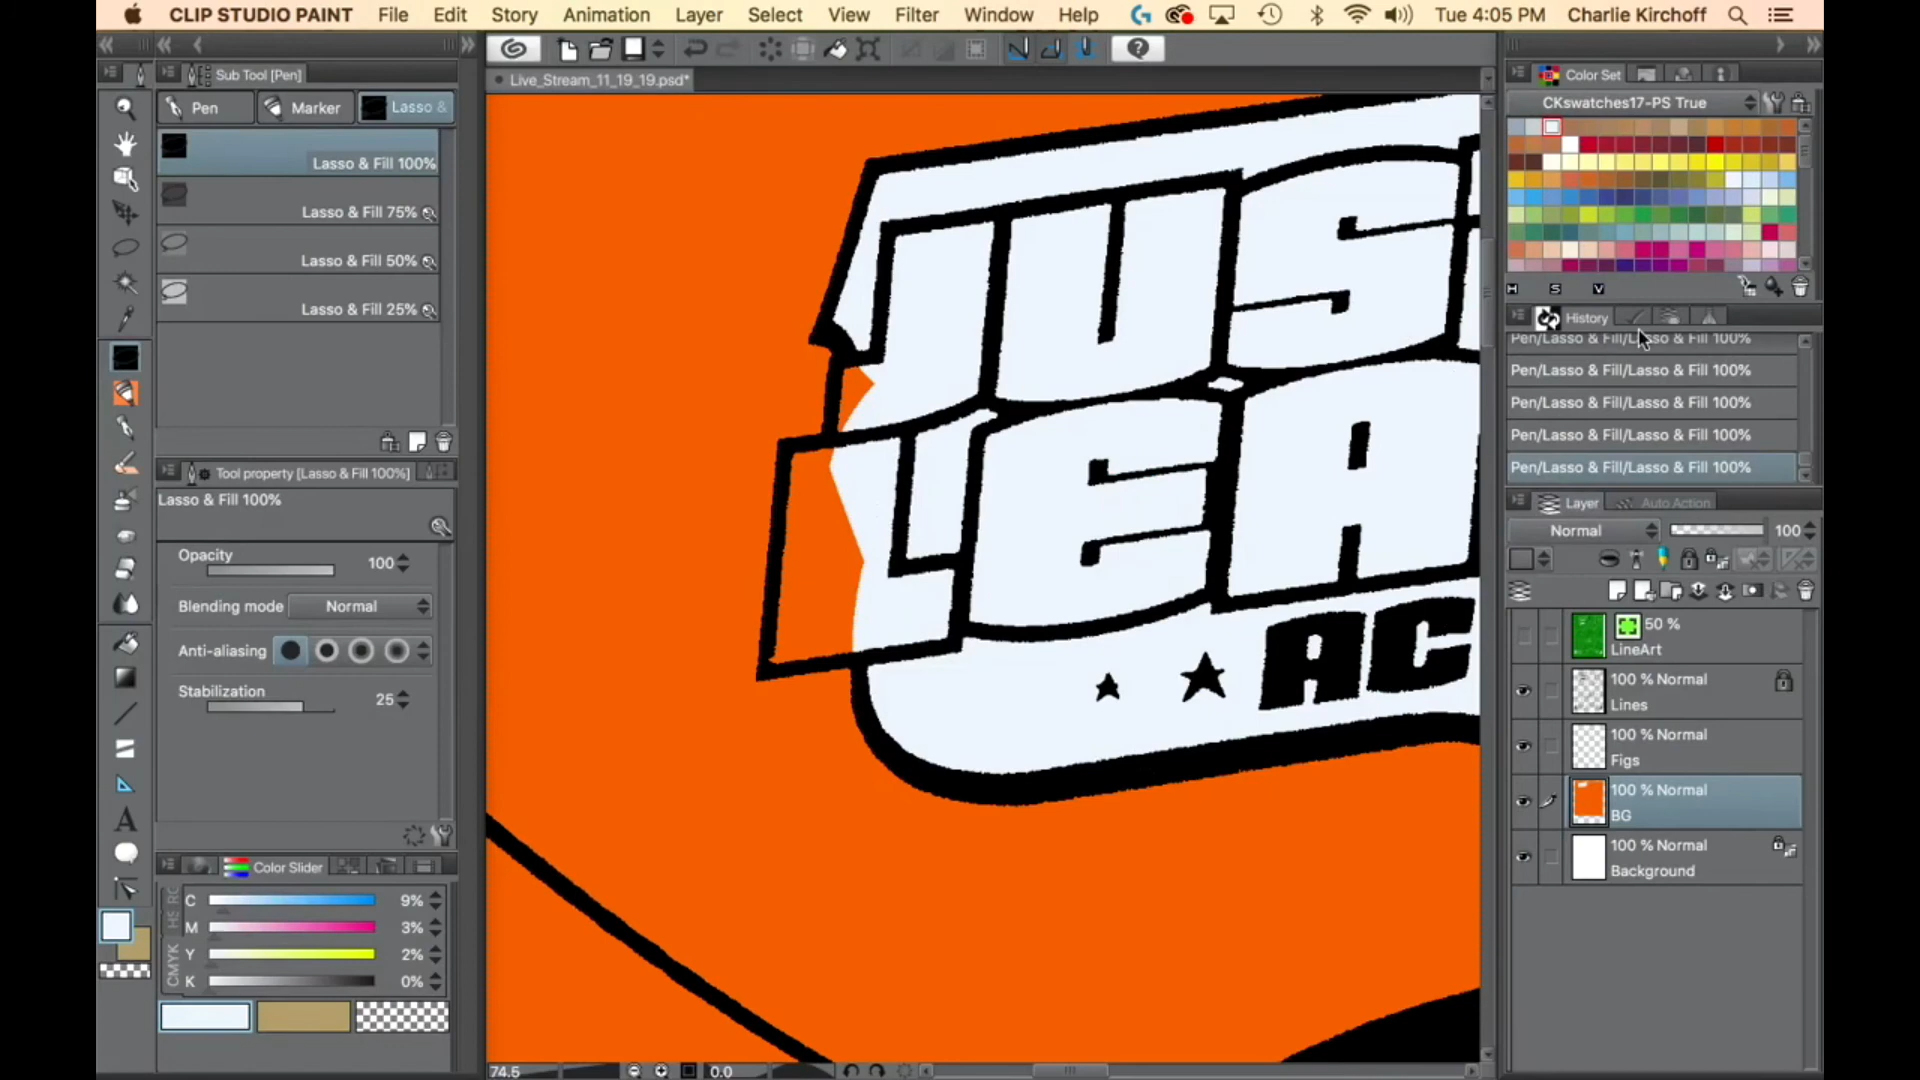 CLIP STUDIO PAINT File Edit Story Animation Layer Select View Filter Window Help Tue 4:05 PM Charlie Kirchoff
Sub Tool [Pen]
Live_Stream_11_19_19.psd*
Color Set
Pen Marker Lasso &
CKswatches17-PS True
Lasso & Fill 100%
Lasso & Fill 75%
Lasso & Fill 50%
Lasso & Fill 25%
H S V
History
Pen/Lasso & Fill/Lasso & Fill 100%
Pen/Lasso & Fill/Lasso & Fill 100%
Pen/Lasso & Fill/Lasso & Fill 100%
Pen/Lasso & Fill/Lasso & Fill 100%
Pen/Lasso & Fill/Lasso & Fill 100%
JUS
LEA
AC
Tool property [Lasso & Fill 100%]
Lasso & Fill 100%
Opacity 100
Blending mode Normal
Anti-aliasing
Stabilization 25
Layer Auto Action
Normal 100
50 %
LineArt
100 % Normal
Lines
100 % Normal
Figs
100 % Normal
BG
100 % Normal
Background
Color Slider
C 9%
M 3%
Y 2%
K 0%
CMYK
74.5 0.0